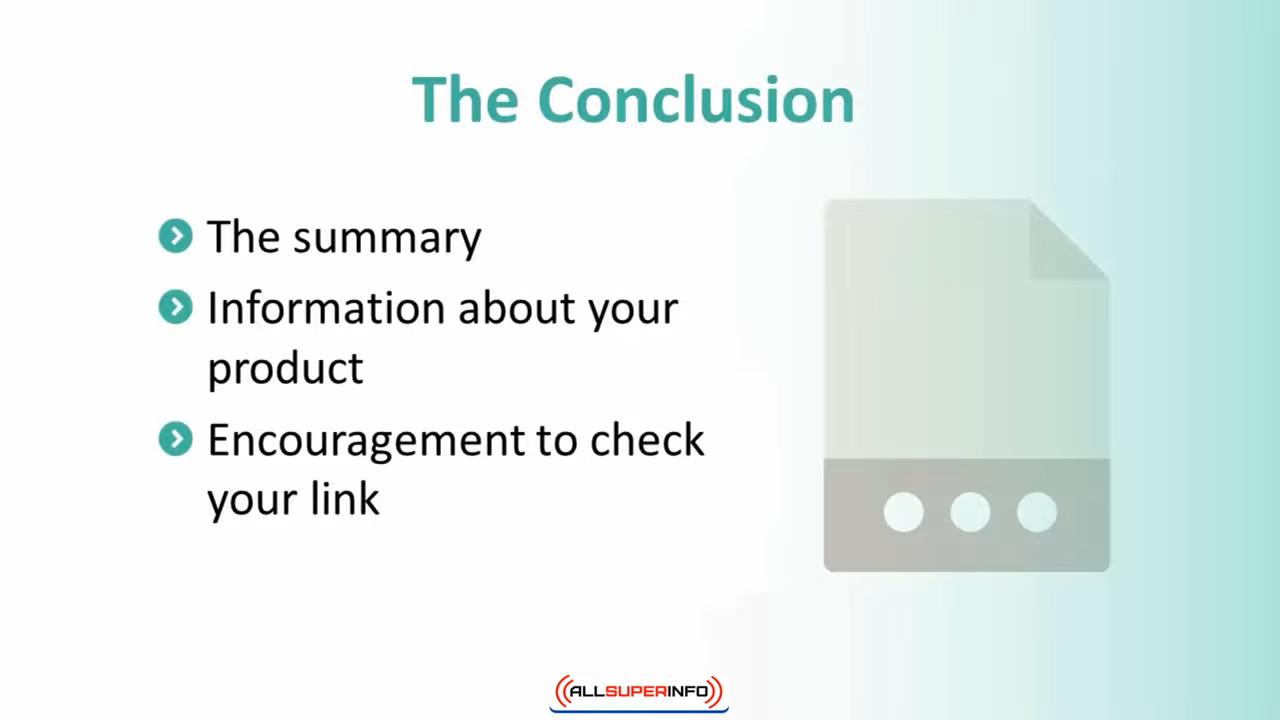 The Conclusion
The summary
Information about your
product
Encouragement to check
your link
ALLSUPERINFO